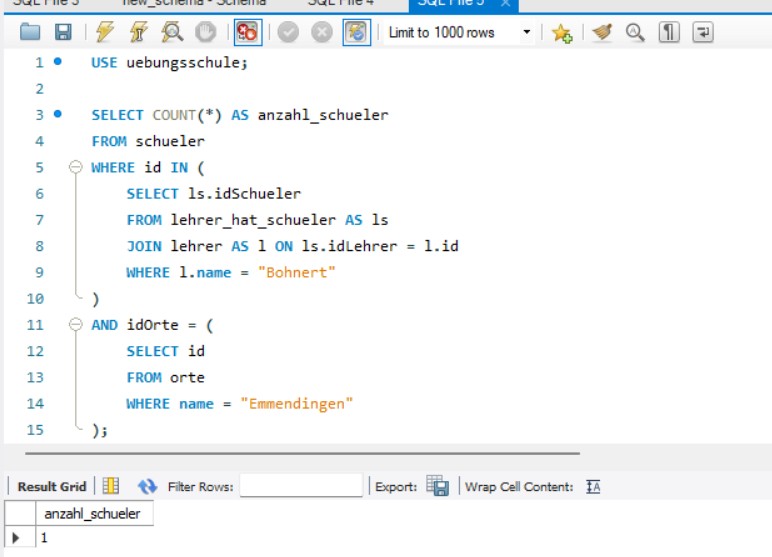 SQL File 3 new_schema - Schema SQL File 4 SQL File 5 x
Limit to 1000 rows
1 USE uebungsschule;
2
3 SELECT COUNT(*) AS anzahl_schueler
4 FROM schueler
5 WHERE id IN (
6 SELECT ls.idSchueler
7 FROM lehrer_hat_schueler AS ls
8 JOIN lehrer AS l ON ls.idLehrer = l.id
9 WHERE l.name = "Bohnert"
10 )
11 AND idOrte = (
12 SELECT id
13 FROM orte
14 WHERE name = "Emmendingen"
15 );
Result Grid Filter Rows: Export: Wrap Cell Content: IA
anzahl_schueler
1